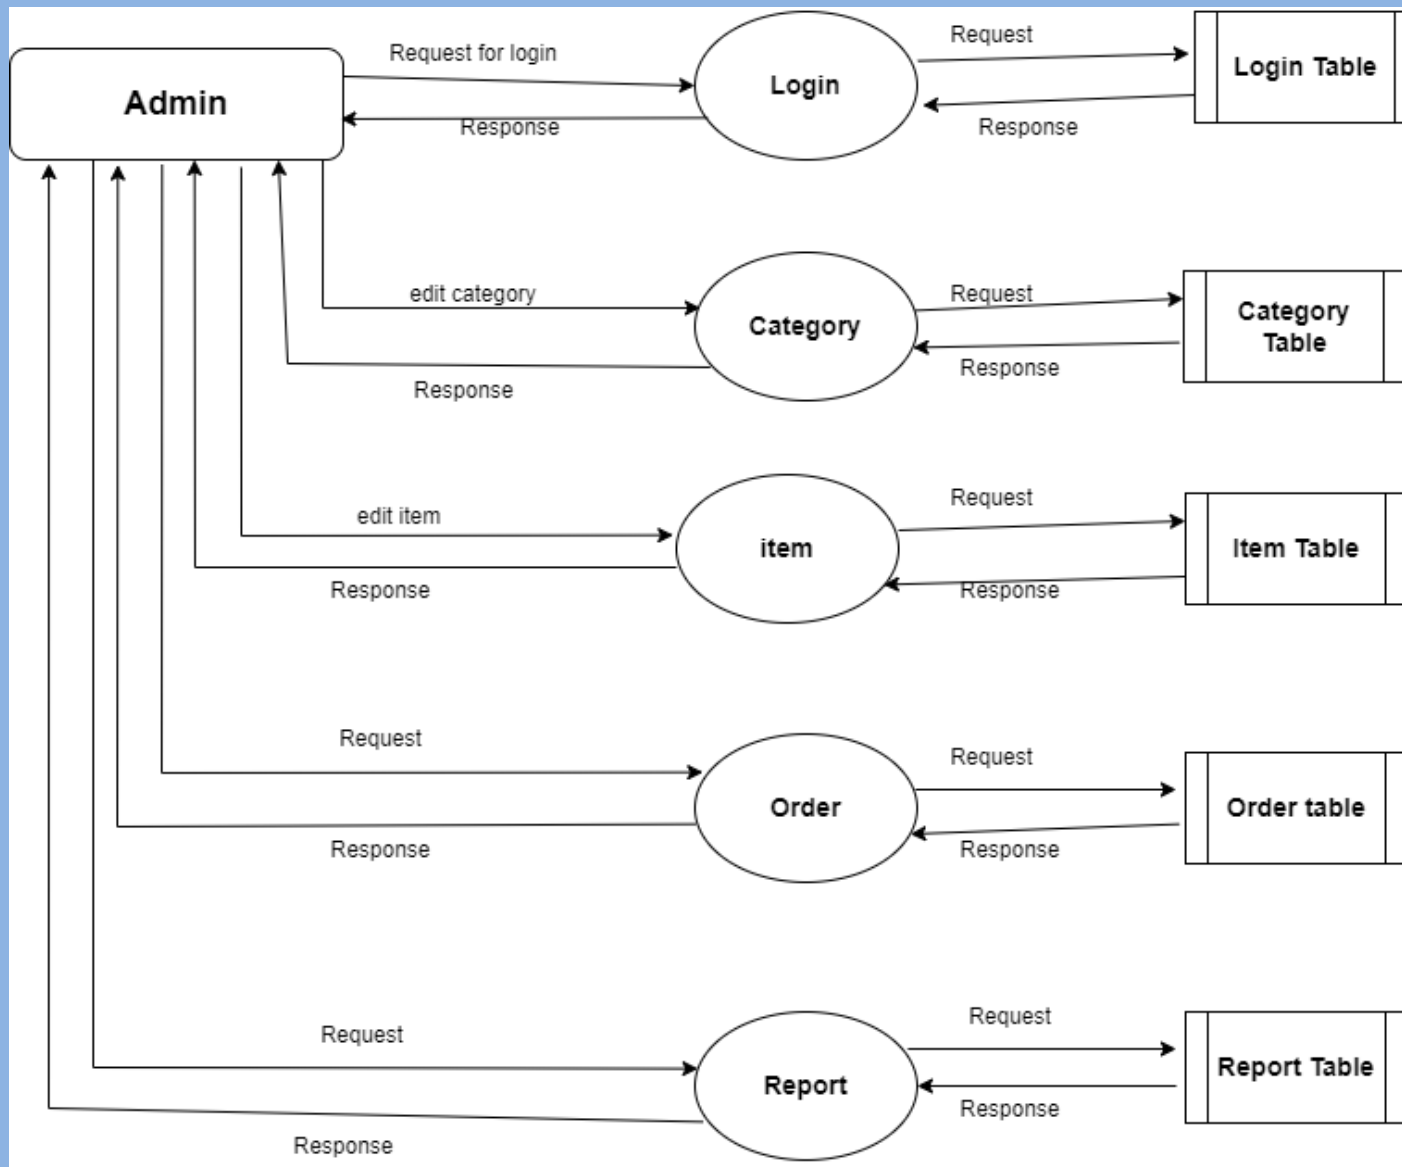 Request for login
Request
Admin
Login
Login Table
Response
Response
edit category
Request
Category
Category
Table
Response
Response
edit item
Request
item
Item Table
Response
Response
Request
Request
Order
Order table
Response
Response
Request
Request
Report
Report Table
Response
Response